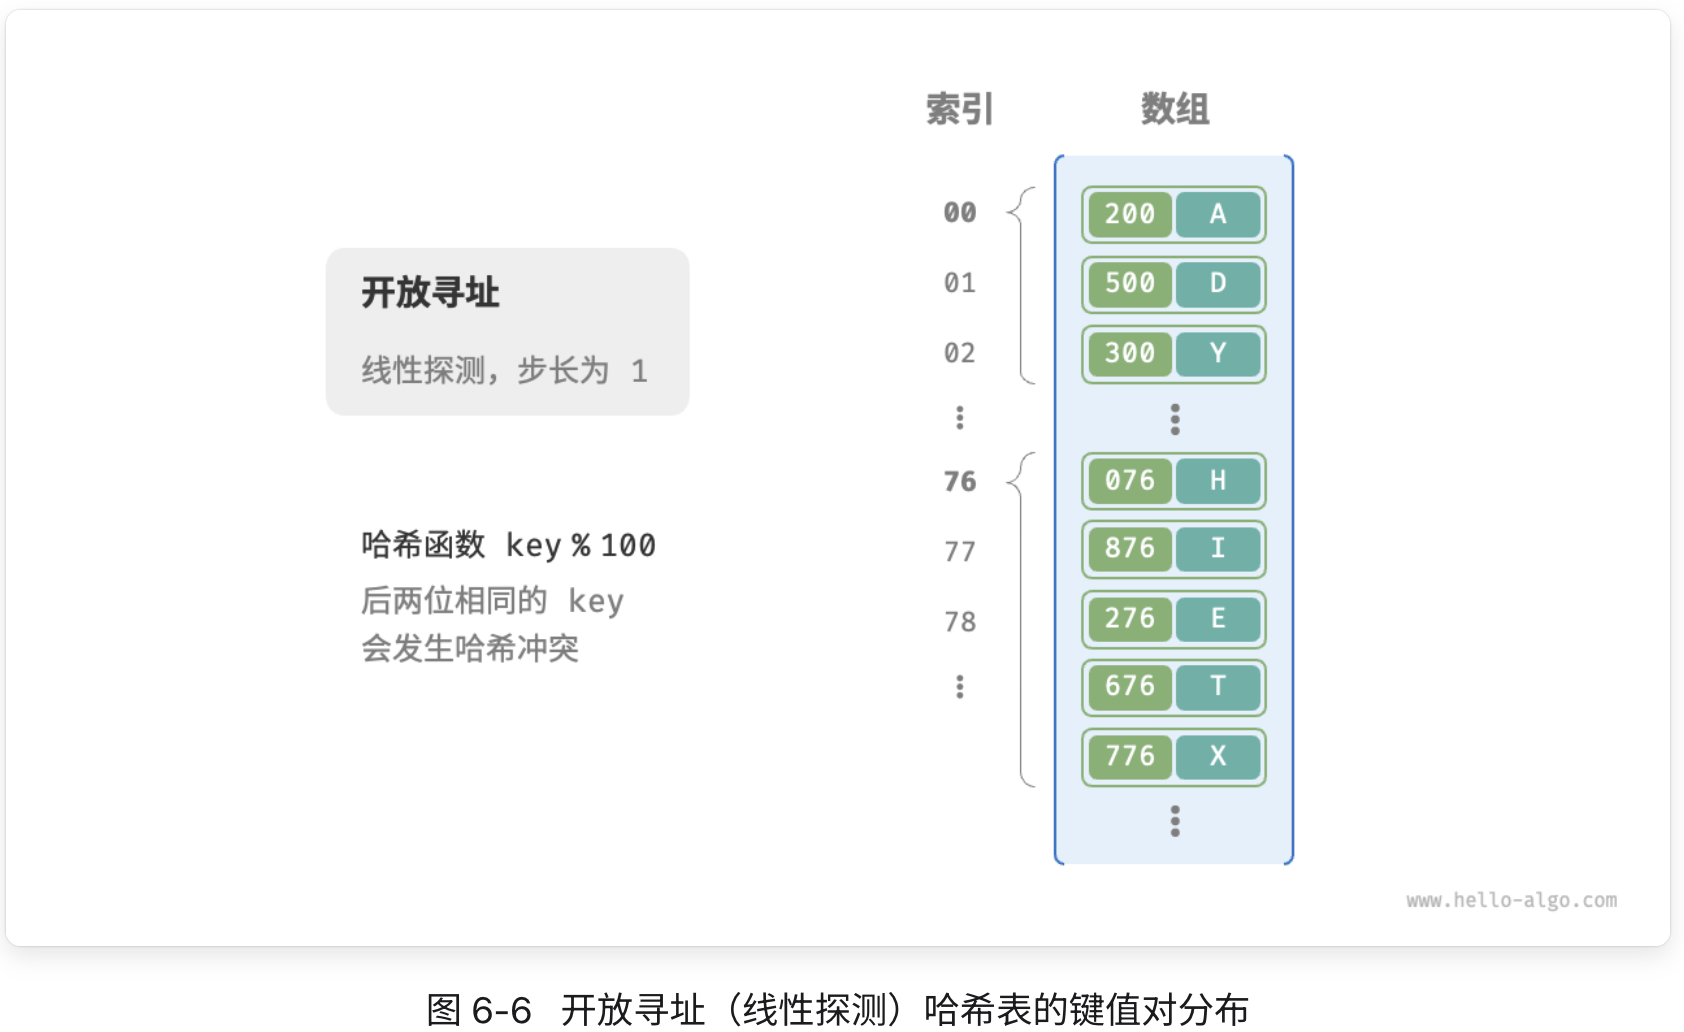 索引 数组
00 200 A
01 500 D
02 300 Y
76 076 H
77 876 I
78 276 E
676 T
776 X
开放寻址
线性探测，步长为 1
哈希函数 key % 100
后两位相同的 key
会发生哈希冲突
www.hello-algo.com
图 6-6 开放寻址（线性探测）哈希表的键值对分布